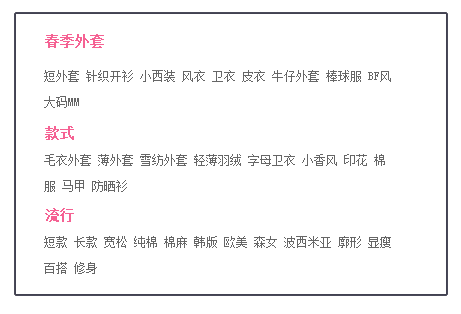 春季外套
短外套 针织开衫 小西装 风衣 卫衣 皮衣 牛仔外套 棒球服 BF风
大码MM
款式
毛衣外套 薄外套 雪纺外套 轻薄羽绒 字母卫衣 小香风 印花 棉
服 马甲 防晒衫
流行
短款 长款 宽松 纯棉 棉麻 韩版 欧美 森女 波西米亚 廓形 显瘦
百搭 修身